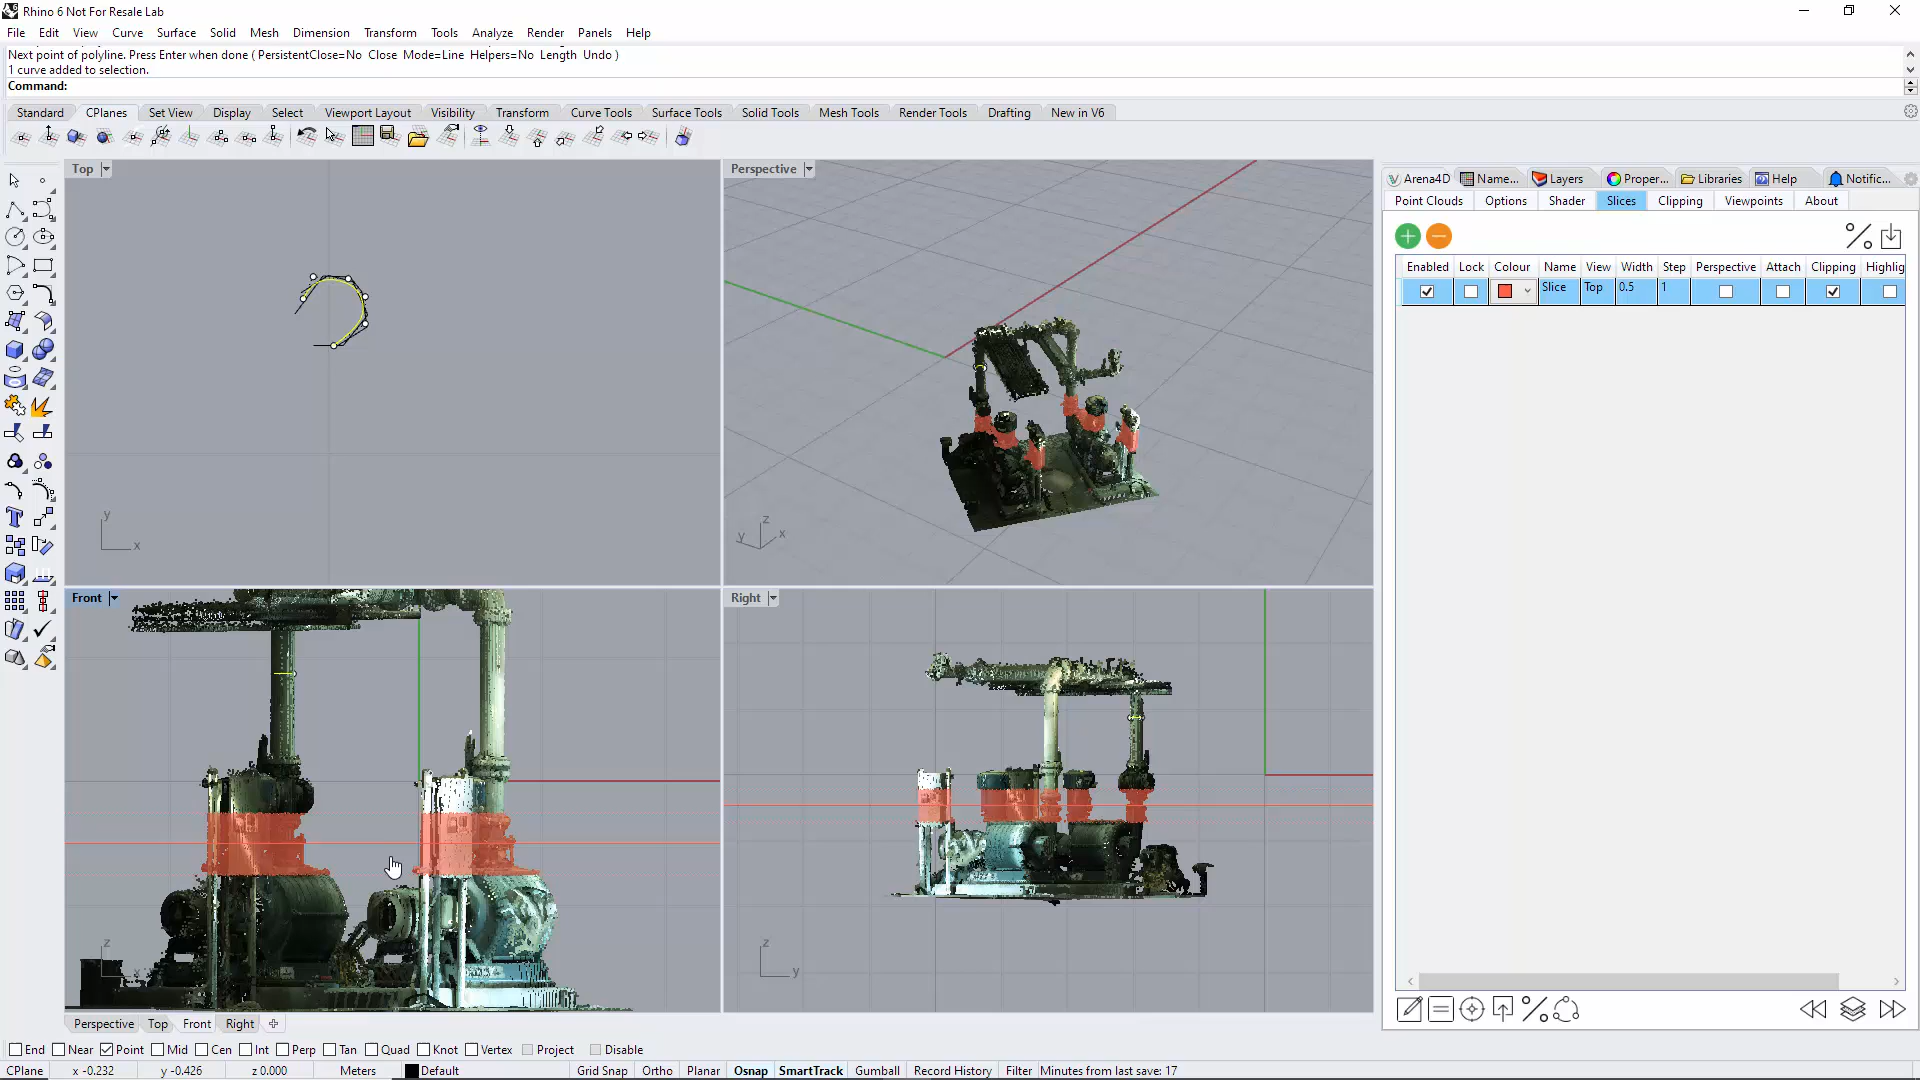 Rhino 6 Not For Resale Lab
File Edit View Curve Surface Solid Mesh Dimension Transform Tools Analyze Render Panels Help
Next point of polyline. Press Enter when done ( PersistentClose=No Close Mode=Line Helpers=No Length Undo )
1 curve added to selection.
Command:
Standard CPlanes Set View Display Select Viewport Layout Visibility Transform Curve Tools Surface Tools Solid Tools Mesh Tools Render Tools Drafting New in V6
Top
Perspective
Arena4D Name... Layers Proper... Libraries Help Notific...
Point Clouds Options Shader Slices Clipping Viewpoints About
Enabled Lock Colour Name View Width Step Perspective Attach Clipping Highlig
Slice Top 0.5 1
y
x
z
y
x
Front
Right
z
x
z
y
Perspective Top Front Right
End Near Point Mid Cen Int Perp Tan Quad Knot Vertex Project Disable
CPlane x -0.232 y -0.426 z 0.000 Meters Default Grid Snap Ortho Planar Osnap SmartTrack Gumball Record History Filter Minutes from last save: 17